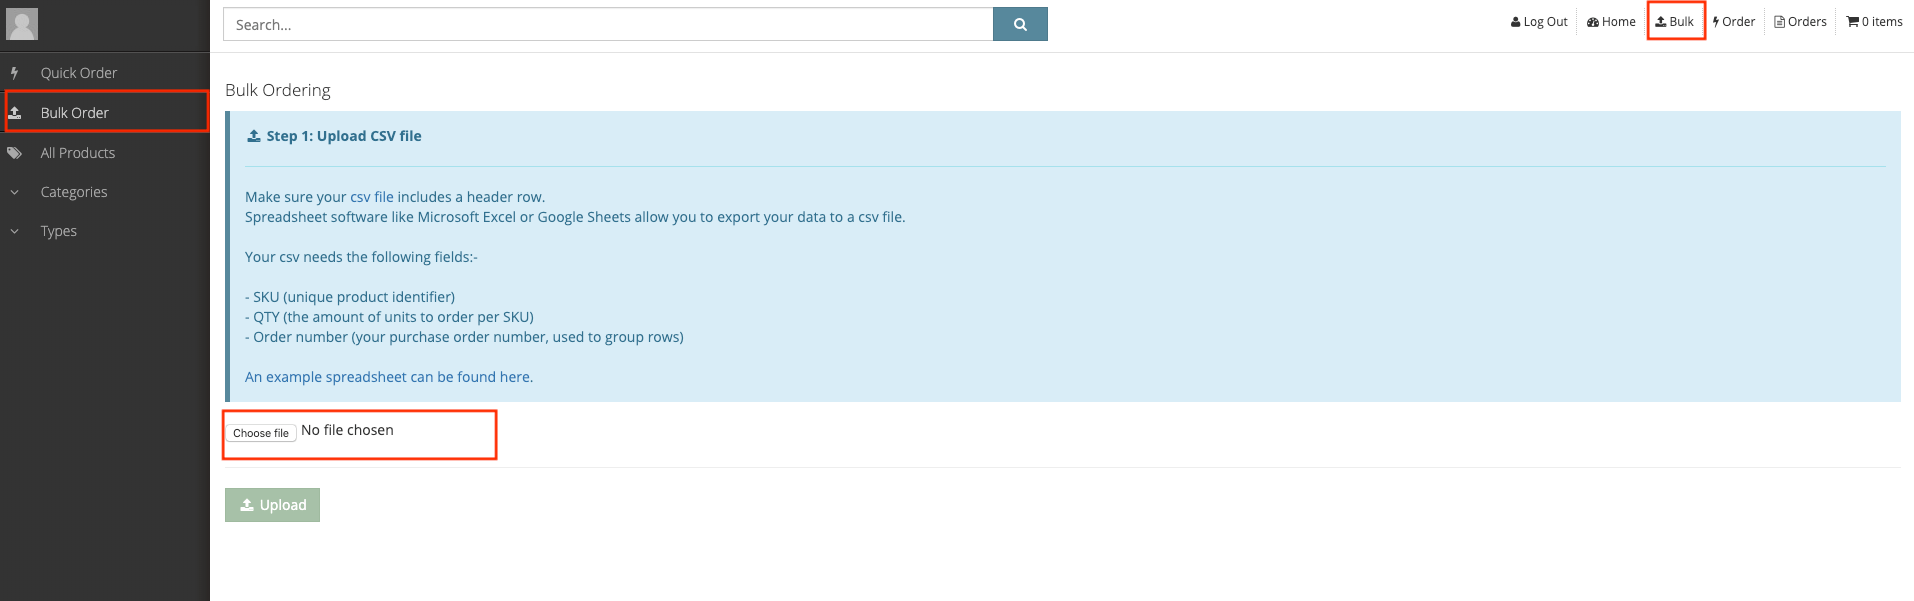 Search...
Log Out
Home
Bulk
Order
Orders
0 items
Quick Order
Bulk Order
All Products
Categories
Types
Bulk Ordering
Step 1: Upload CSV file
Make sure your csv file includes a header row.
Spreadsheet software like Microsoft Excel or Google Sheets allow you to export your data to a csv file.
Your csv needs the following fields:-
- SKU (unique product identifier)
- QTY (the amount of units to order per SKU)
- Order number (your purchase order number, used to group rows)
An example spreadsheet can be found here.
Choose file No file chosen
Upload